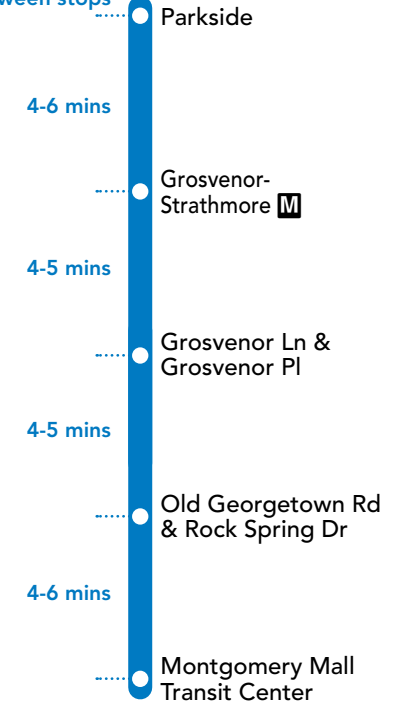 stops
Parkside
4-6 mins
Grosvenor-
Strathmore M
4-5 mins
Grosvenor Ln &
Grosvenor Pl
4-5 mins
Old Georgetown Rd
& Rock Spring Dr
4-6 mins
Montgomery Mall
Transit Center